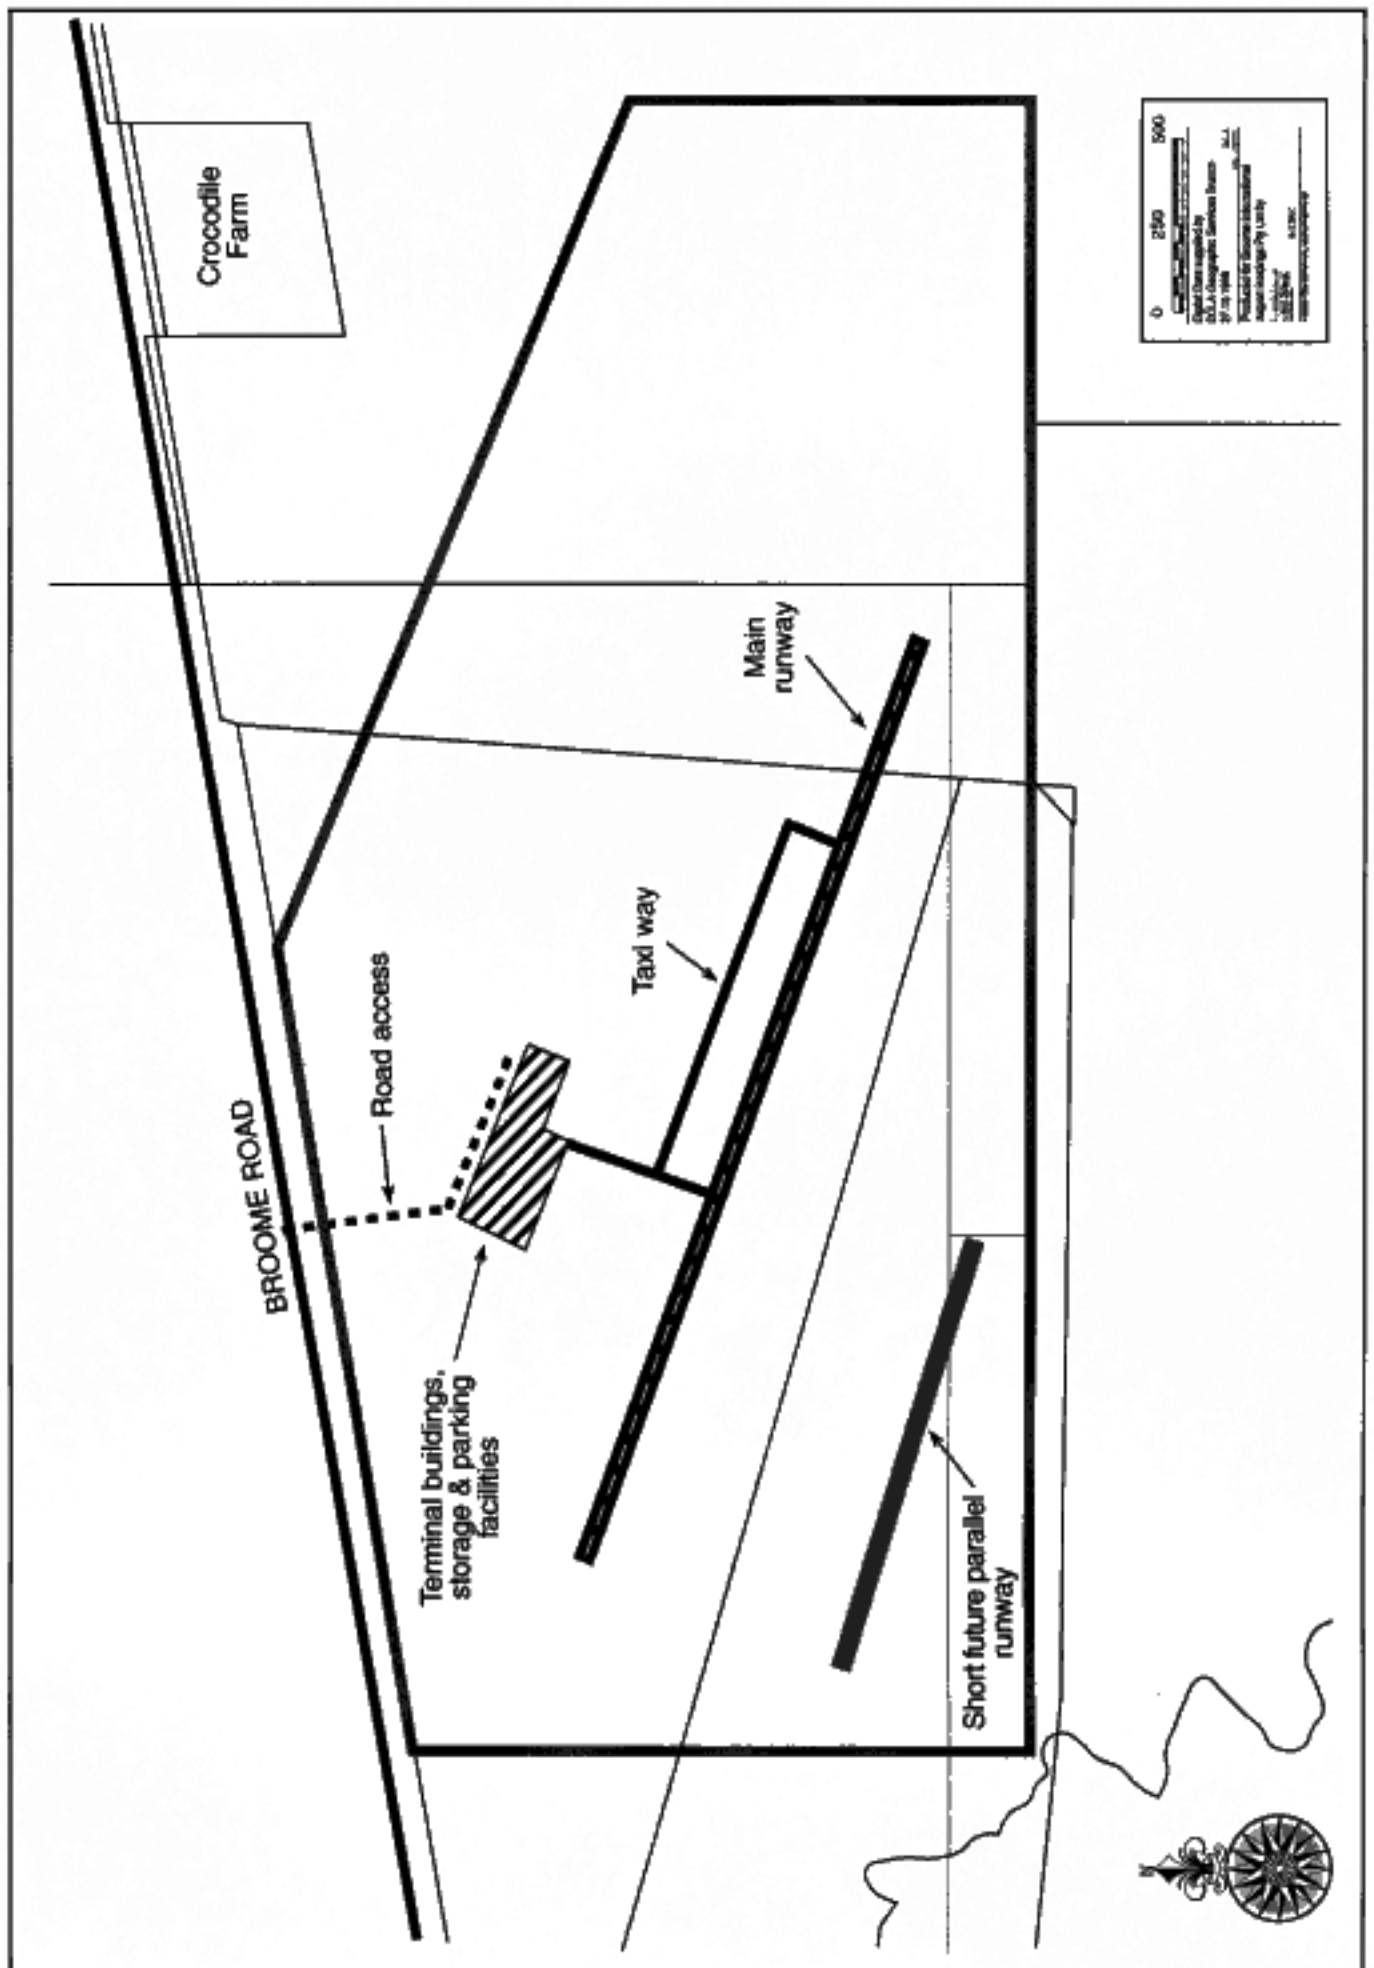 Crocodile
Farm
BROOME ROAD
Road access
Taxi way
Main
runway
Terminal buildings,
storage & parking
facilities
Short future parallel
runway
0 250 500